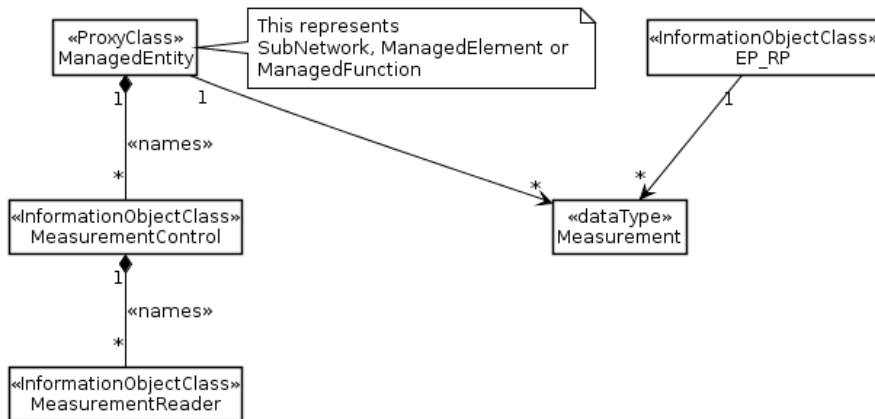 «ProxyClass»
ManagedEntity
This represents
SubNetwork, ManagedElement or
ManagedFunction
«InformationObjectClass»
EP_RP
1
1
1
«names»
*
*
*
«InformationObjectClass»
MeasurementControl
«dataType»
Measurement
1
«names»
*
«InformationObjectClass»
MeasurementReader